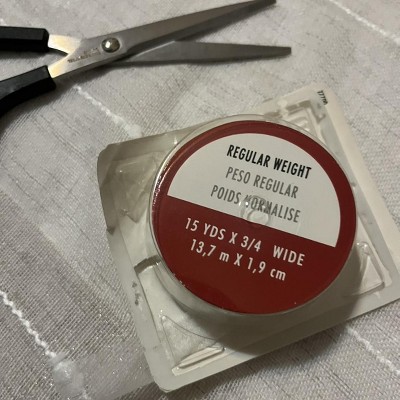 REGULAR WEIGHT
PESO REGULAR
POIDS NORMALISE
15 YDS X 3/4 WIDE
13,7 m X 1,9 cm